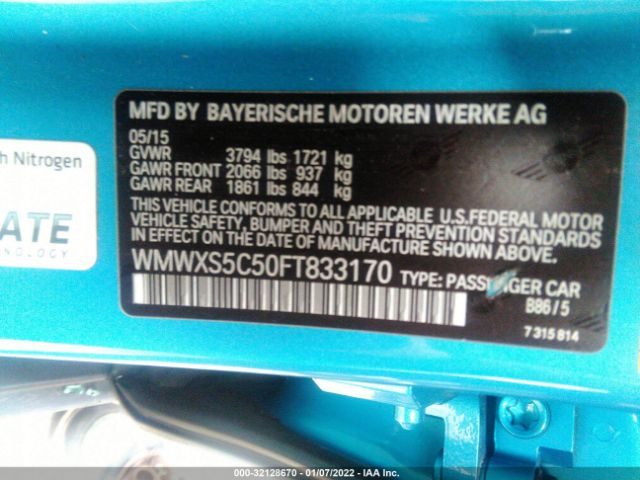 MFD BY BAYERISCHE MOTOREN WERKE AG
05/15
GVWR 3794 lbs 1721 kg
GAWR FRONT 2066 lbs 937 kg
GAWR REAR 1861 lbs 844 kg
THIS VEHICLE CONFORMS TO ALL APPLICABLE U.S.FEDERAL MOTOR
VEHICLE SAFETY, BUMPER AND THEFT PREVENTION STANDARDS
IN EFFECT ON THE DATE OF MANUFACTURE SHOWN ABOVE.
WMWXS5C50FT833170 TYPE: PASSENGER CAR
B86/5
7 315 814
h Nitrogen
ATE
000-32128670 - 01/07/2022 - IAA Inc.